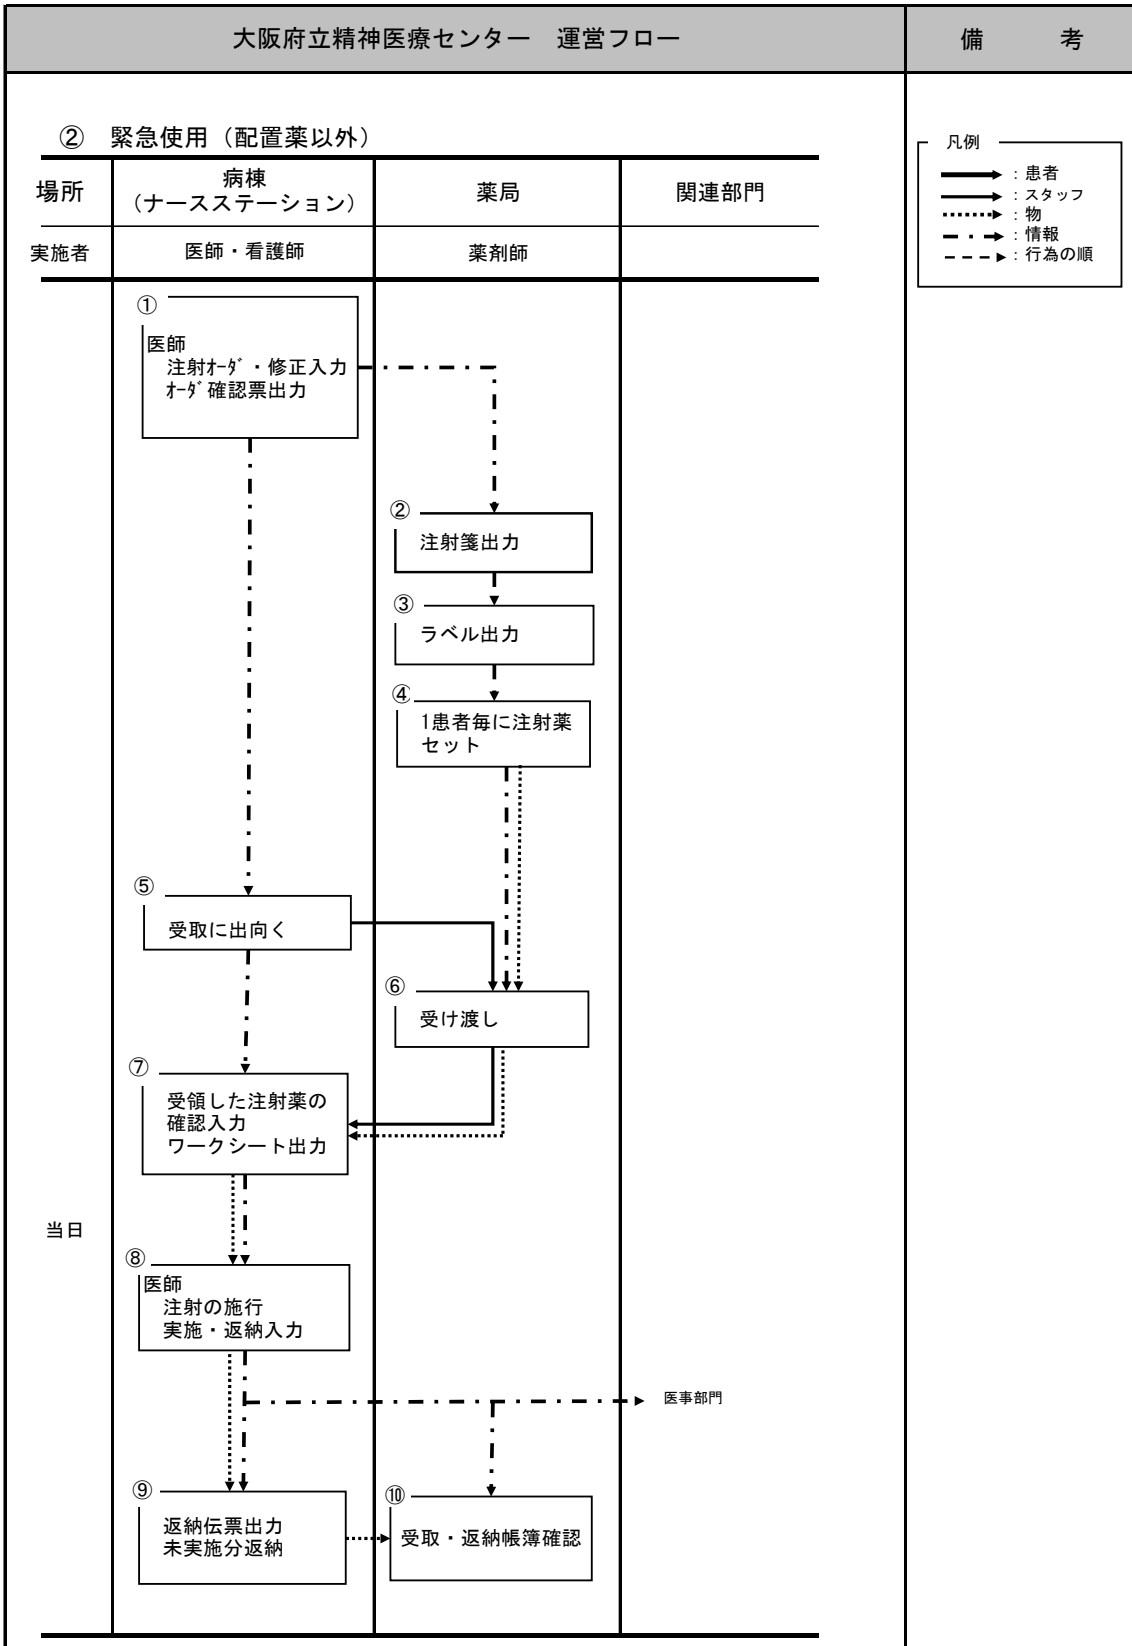 大阪府立精神医療センター　運営フロー
備　　　考
②　緊急使用（配置薬以外）
凡例
：患者
：スタッフ
：物
：情報
：行為の順
場所
病棟
（ナースステーション）
薬局
関連部門
実施者
医師・看護師
薬剤師
①
医師
注射ｵｰﾀﾞ・修正入力
ｵｰﾀﾞ確認票出力
②
注射箋出力
③
ラベル出力
④
1患者毎に注射薬
セット
⑤
受取に出向く
⑥
受け渡し
⑦
受領した注射薬の
確認入力
ワークシート出力
当日
⑧
医師
注射の施行
実施・返納入力
医事部門
⑨
返納伝票出力
未実施分返納
⑩
受取・返納帳簿確認